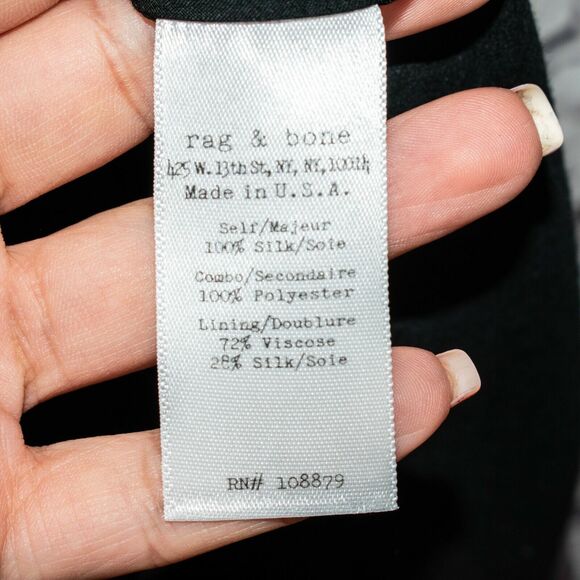 rag & bone
425 W. 13th St, NY, NY, 10014
Made in U.S.A.
Self/Majeur
100% Silk/Soie
Combo/Secondaire
100% Polyester
Lining/Doublure
72% Viscose
28% Silk/Soie
RN# 108879